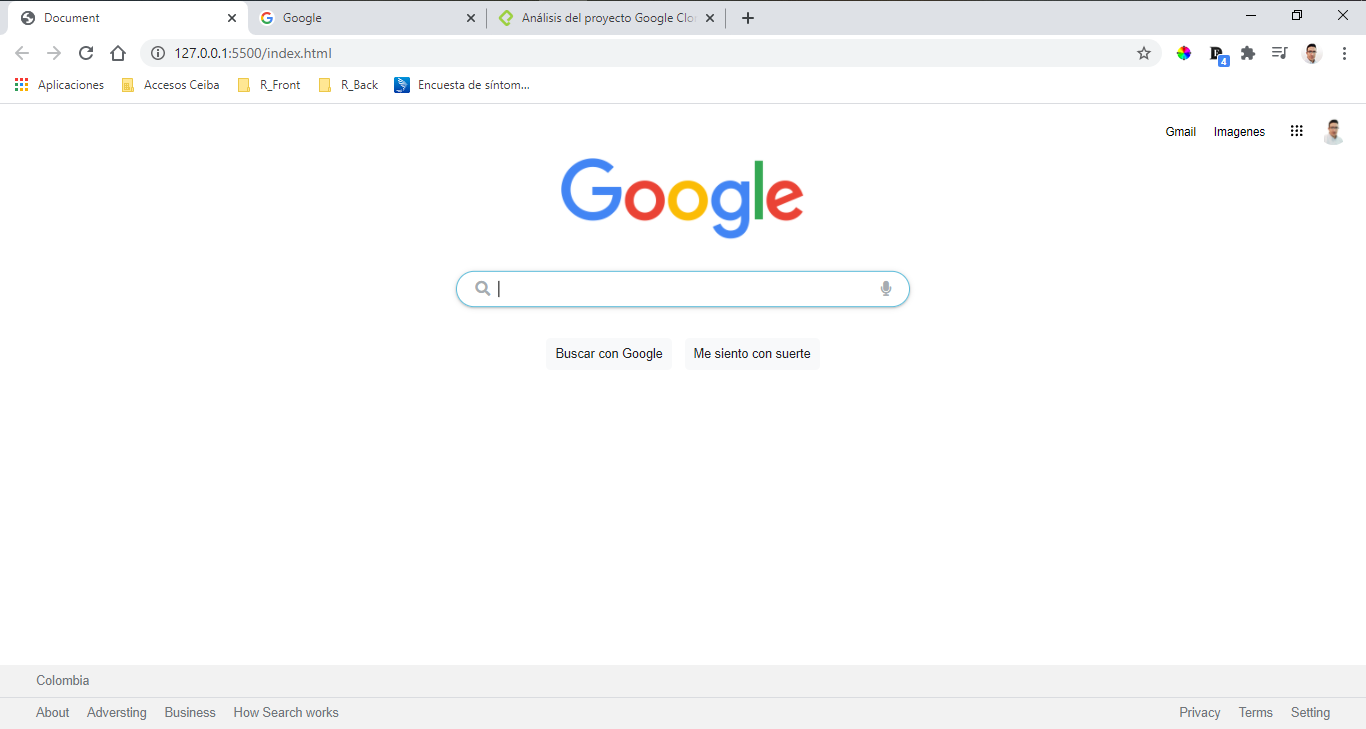 Document Google Análisis del proyecto Google Clo
127.0.0.1:5500/index.html
4
Aplicaciones Accesos Ceiba R_Front R_Back Encuesta de síntom...
Gmail Imagenes
Google
Buscar con Google Me siento con suerte
Colombia
About Adversting Business How Search works Privacy Terms Setting